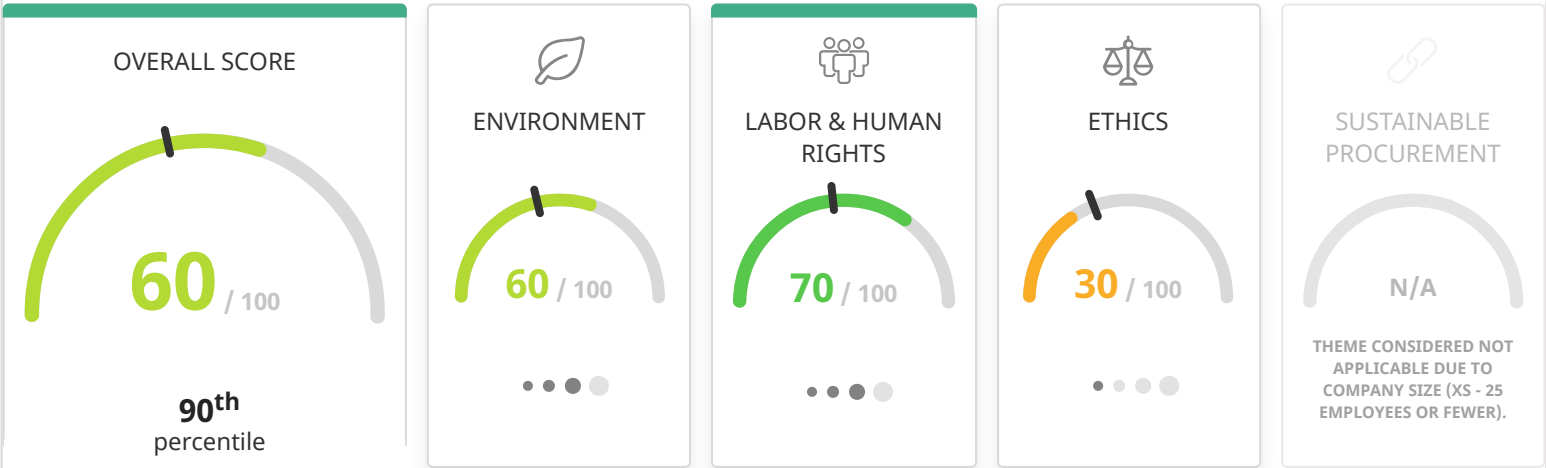 OVERALL SCORE
60 / 100
90th
percentile
ENVIRONMENT
60 / 100
LABOR & HUMAN
RIGHTS
70 / 100
ETHICS
30 / 100
SUSTAINABLE
PROCUREMENT
N/A
THEME CONSIDERED NOT
APPLICABLE DUE TO
COMPANY SIZE (XS - 25
EMPLOYEES OR FEWER).